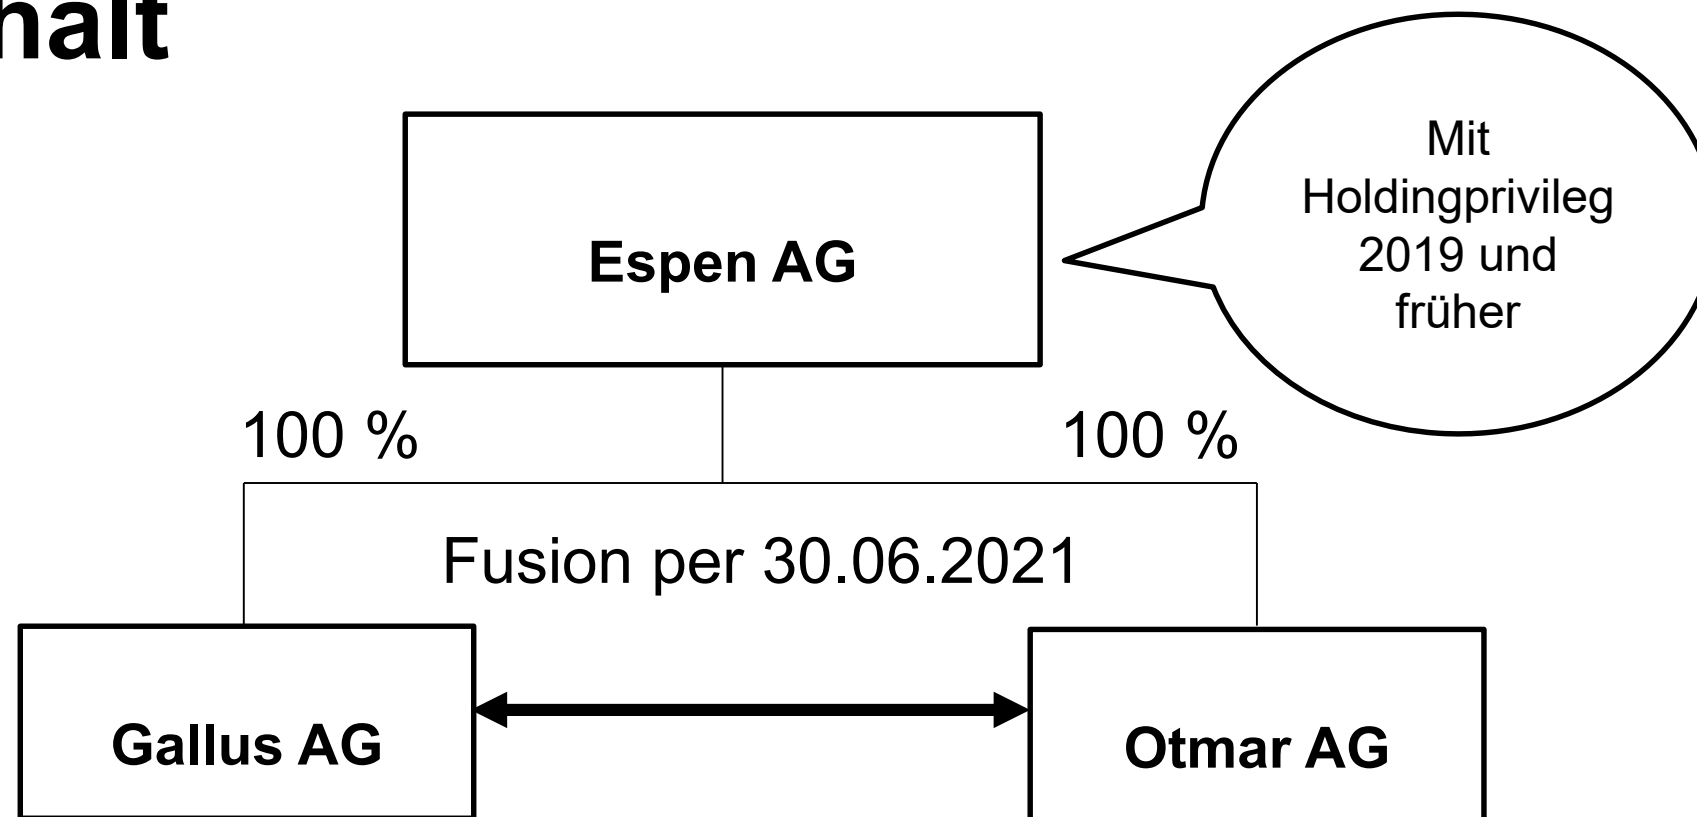 halt
Espen AG
Mit
Holdingprivileg
2019 und
früher
100 %
100 %
Fusion per 30.06.2021
Gallus AG
Otmar AG